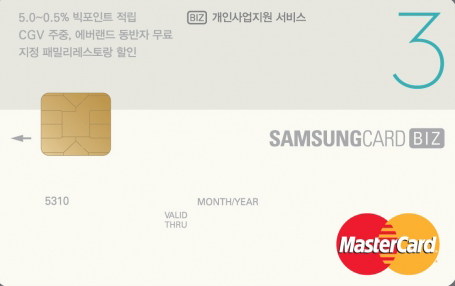 5.0~0.5% 빅포인트 적립
CGV 주중, 에버랜드 동반자 무료
지정 패밀리레스토랑 할인
BIZ 개인사업지원 서비스
3
SAMSUNGCARD BIZ
5310
MONTH/YEAR
VALID
THRU
MasterCard